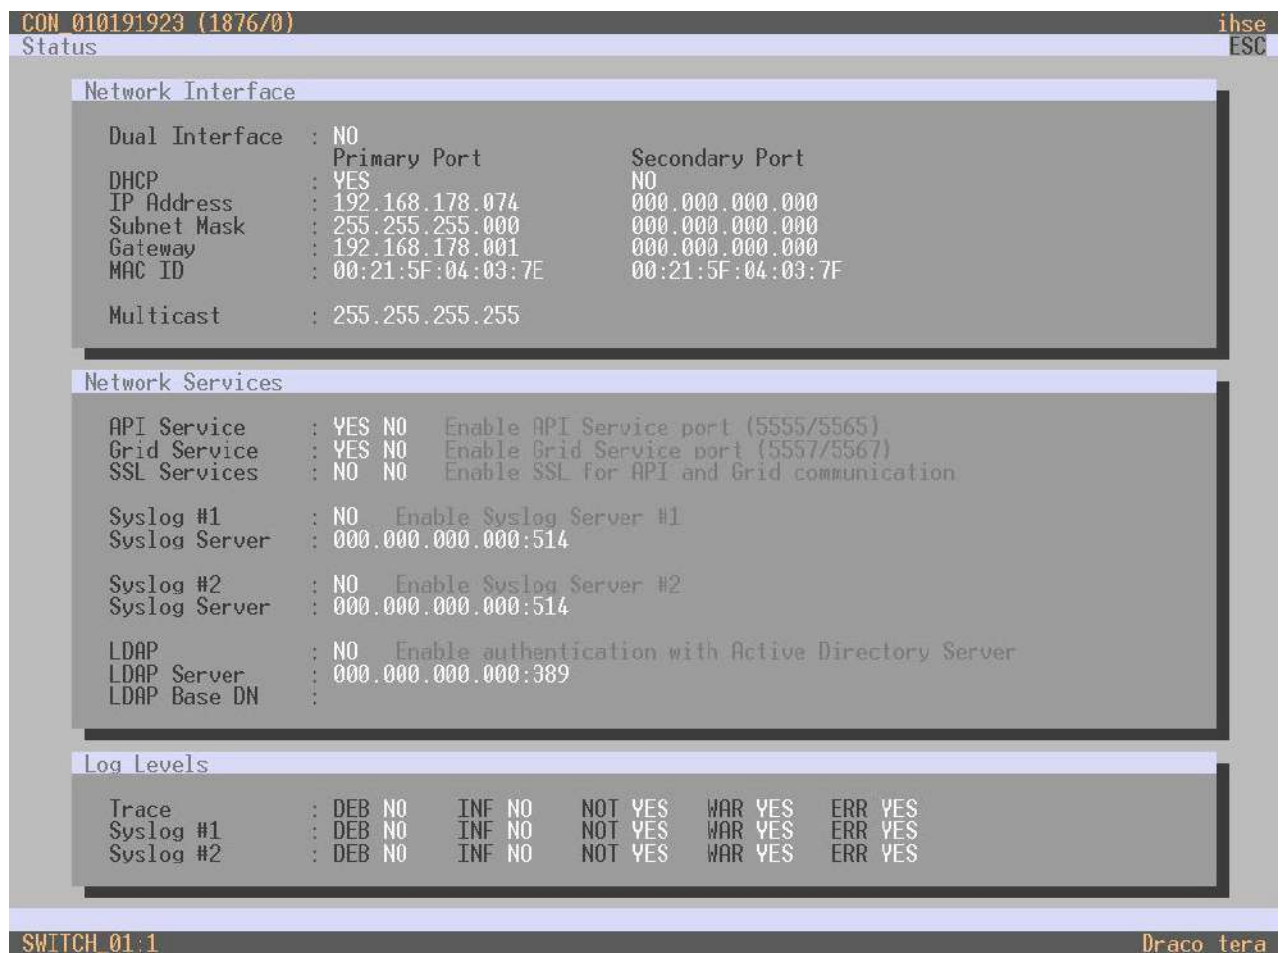 CON_010191923 (1876/0) ihse
Status ESC
Network Interface
Dual Interface : NO
Primary Port Secondary Port
DHCP : YES NO
IP Address : 192.168.178.074 000.000.000.000
Subnet Mask : 255.255.255.000 000.000.000.000
Gateway : 192.168.178.001 000.000.000.000
MAC ID : 00:21:5F:04:03:7E 00:21:5F:04:03:7F
Multicast : 255.255.255.255
Network Services
API Service : YES NO Enable API Service port (5555/5565)
Grid Service : YES NO Enable Grid Service port (5557/5567)
SSL Services : NO NO Enable SSL for API and Grid communication
Syslog #1 : NO Enable Syslog Server #1
Syslog Server : 000.000.000.000:514
Syslog #2 : NO Enable Syslog Server #2
Syslog Server : 000.000.000.000:514
LDAP : NO Enable authentication with Active Directory Server
LDAP Server : 000.000.000.000:389
LDAP Base DN :
Log Levels
Trace : DEB NO INF NO NOT YES WAR YES ERR YES
Syslog #1 : DEB NO INF NO NOT YES WAR YES ERR YES
Syslog #2 : DEB NO INF NO NOT YES WAR YES ERR YES
SWITCH_01:1 Draco tera